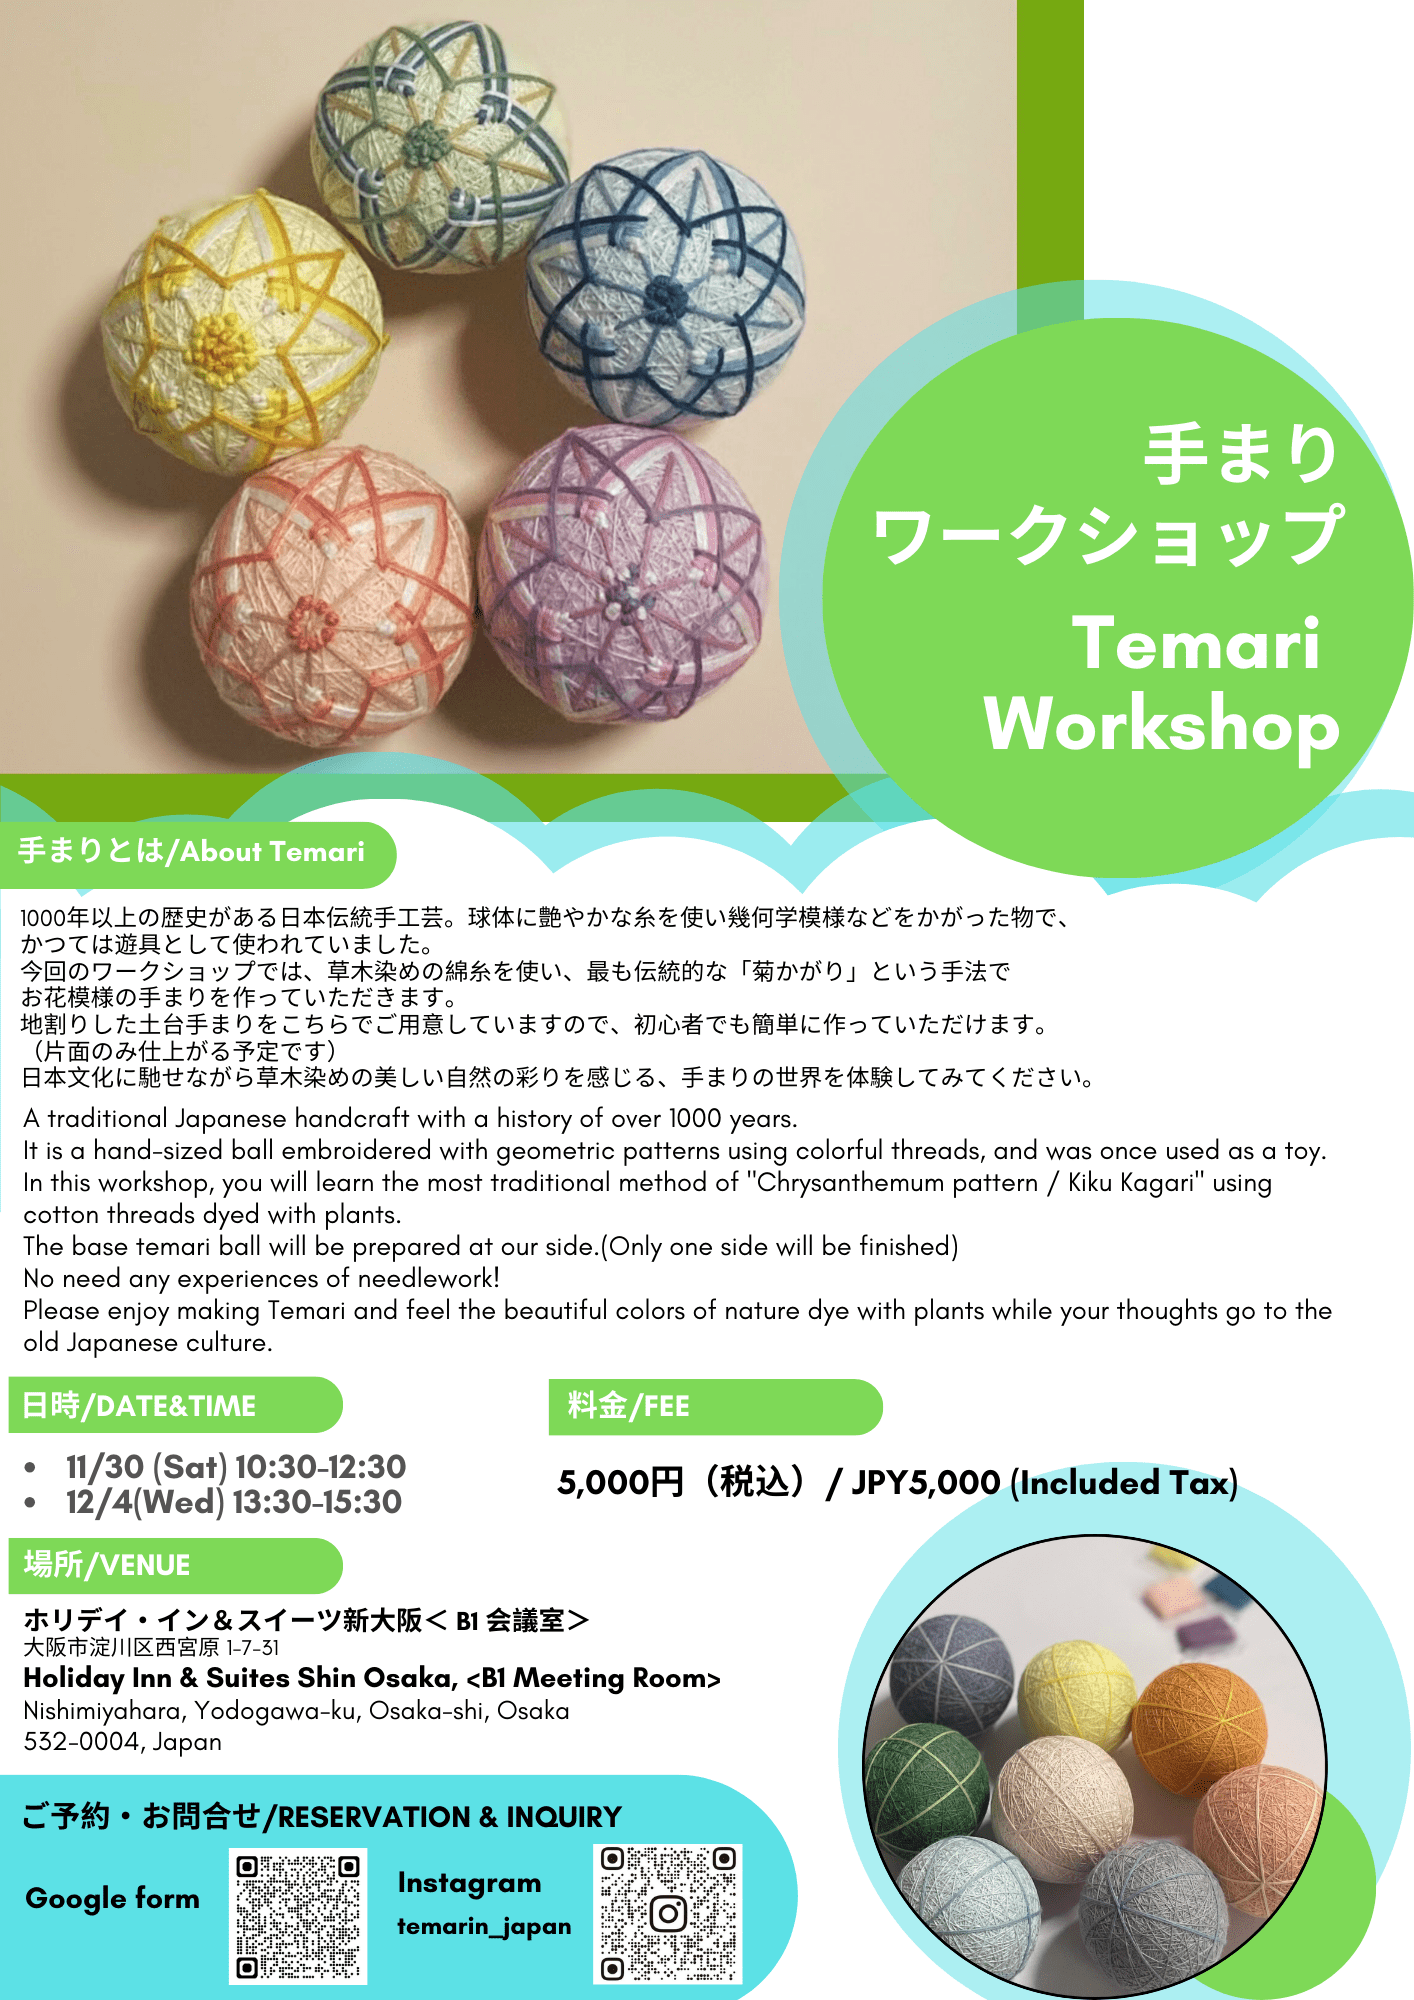 手まり
ワークショップ
Temari
Workshop
手まりとは/About Temari
1000年以上の歴史がある日本伝統手工芸。球体に艶やかな糸を使い幾何学模様などをかがった物で、
かつては遊具として使われていました。
今回のワークショップでは、草木染めの綿糸を使い、最も伝統的な「菊かがり」という手法で
お花模様の手まりを作っていただきます。
地割りした土台手まりをこちらでご用意していますので、初心者でも簡単に作っていただけます。
（片面のみ仕上がる予定です）
日本文化に馳せながら草木染めの美しい自然の彩りを感じる、手まりの世界を体験してみてください。
A traditional Japanese handcraft with a history of over 1000 years.
It is a hand-sized ball embroidered with geometric patterns using colorful threads, and was once used as a toy.
In this workshop, you will learn the most traditional method of "Chrysanthemum pattern / Kiku Kagari" using
cotton threads dyed with plants.
The base temari ball will be prepared at our side.(Only one side will be finished)
No need any experiences of needlework!
Please enjoy making Temari and feel the beautiful colors of nature dye with plants while your thoughts go to the
old Japanese culture.
日時/DATE&TIME
• 11/30 (Sat) 10:30-12:30
• 12/4(Wed) 13:30-15:30
料金/FEE
5,000円（税込）/ JPY5,000 (Included Tax)
場所/VENUE
ホリデイ・イン＆スイーツ新大阪＜ B1 会議室＞
大阪市淀川区西宮原 1-7-31
Holiday Inn & Suites Shin Osaka, <B1 Meeting Room>
Nishimiyahara, Yodogawa-ku, Osaka-shi, Osaka
532-0004, Japan
ご予約・お問合せ/RESERVATION & INQUIRY
Google form
Instagram
temarin_japan